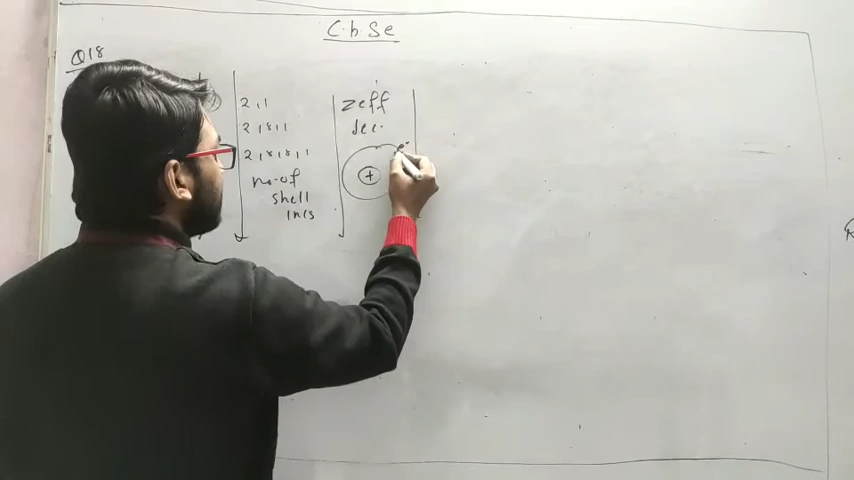 C.b.Se
Q18
2,1
2,8,1
2,8,8,1
no-of
shell
incs
zeff
dec.
+
e-